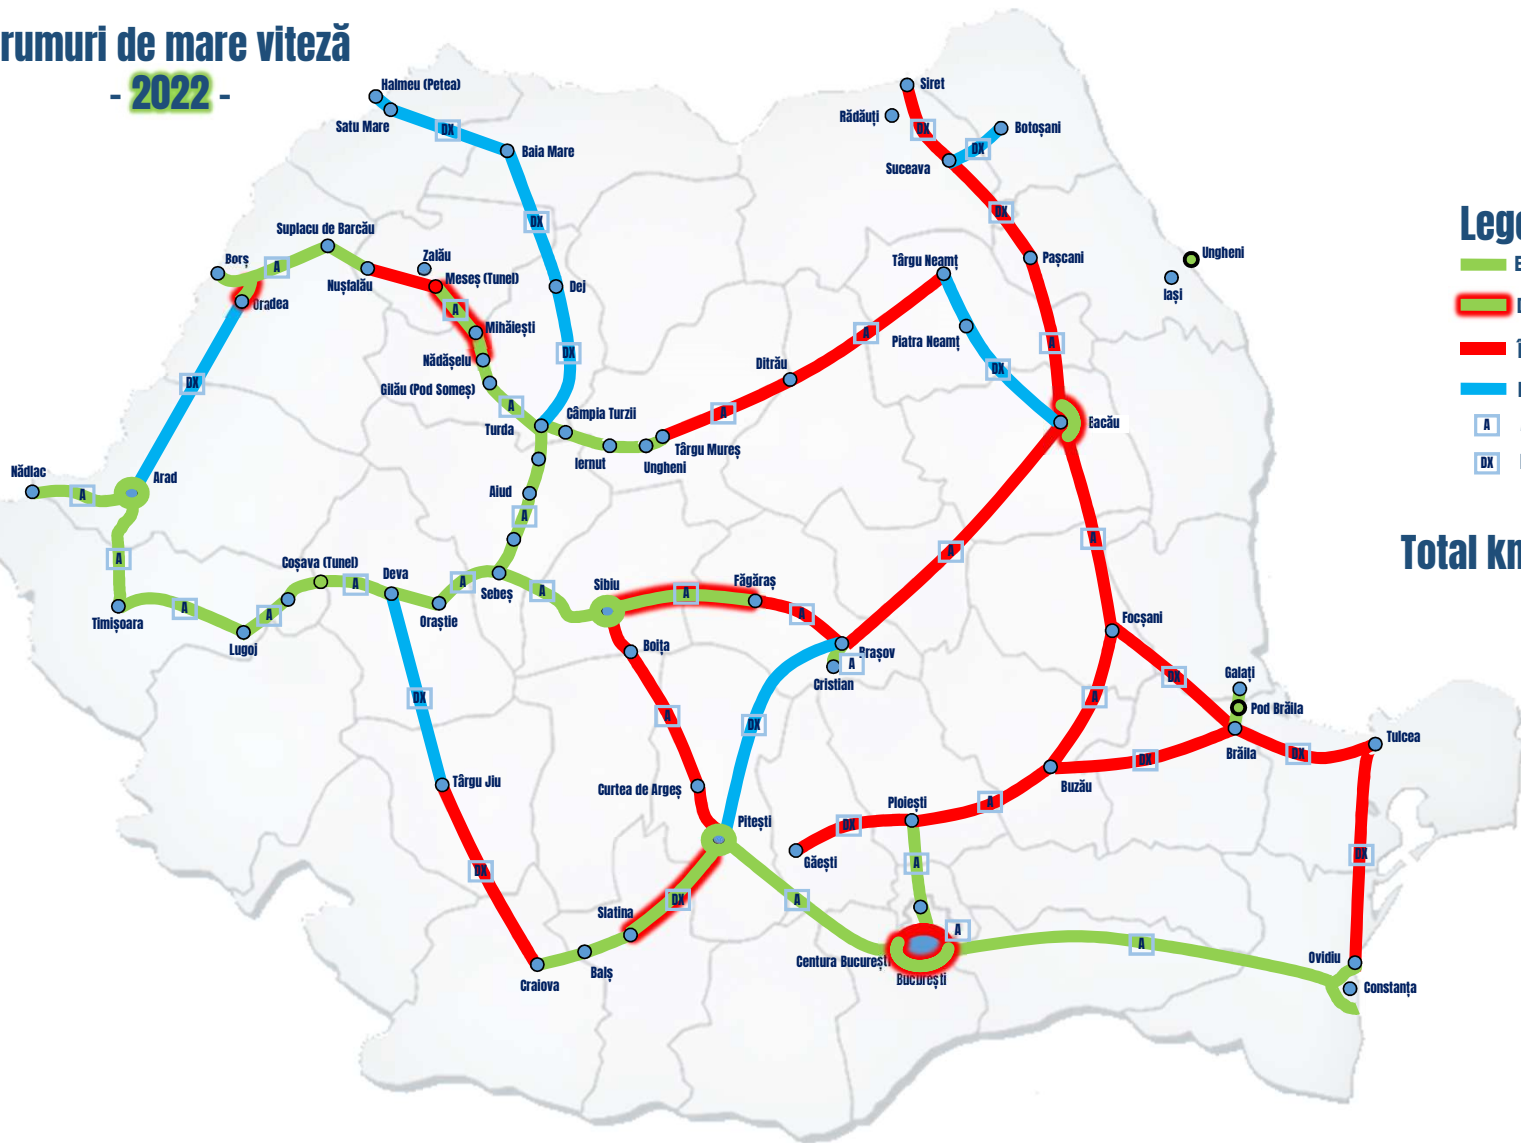 rumuri de mare viteză
- 2022 -
Halmeu (Petea)
Satu Mare
DX
Baia Mare
Siret
Rădăuți
DX
Botoșani
DX
Suceava
DX
DX
Suplacu de Barcău
Borș
A
Zalău
Nușfalău
Meseș (Tunel)
Oradea
A
Dej
Mihăiești
Nădășelu
DX
DX
Gilău (Pod Someș)
A
Câmpia Turzii
Turda
Iernut
Ungheni
Târgu Mureș
A
Ditrău
A
Târgu Neamț
Pașcani
Ungheni
Iași
Piatra Neamț
A
DX
Bacău
Lege
A
DX
Total km
Nădlac
A
Arad
Aiud
A
A
A
Coșava (Tunel)
A
Deva
A
Sebeș
A
Sibiu
A
Făgăraș
A
Timișoara
A
A
Lugoj
Oraștie
Boița
Brașov
A
Cristian
Focșani
DX
A
A
DX
DX
Galați
Pod Brăila
Brăila
DX
Tulcea
Târgu Jiu
Curtea de Argeș
Pitești
Ploiești
A
Buzău
DX
DX
Găești
DX
A
DX
A
Slatina
DX
Balș
Craiova
Centura București
București
A
A
Ovidiu
Constanța